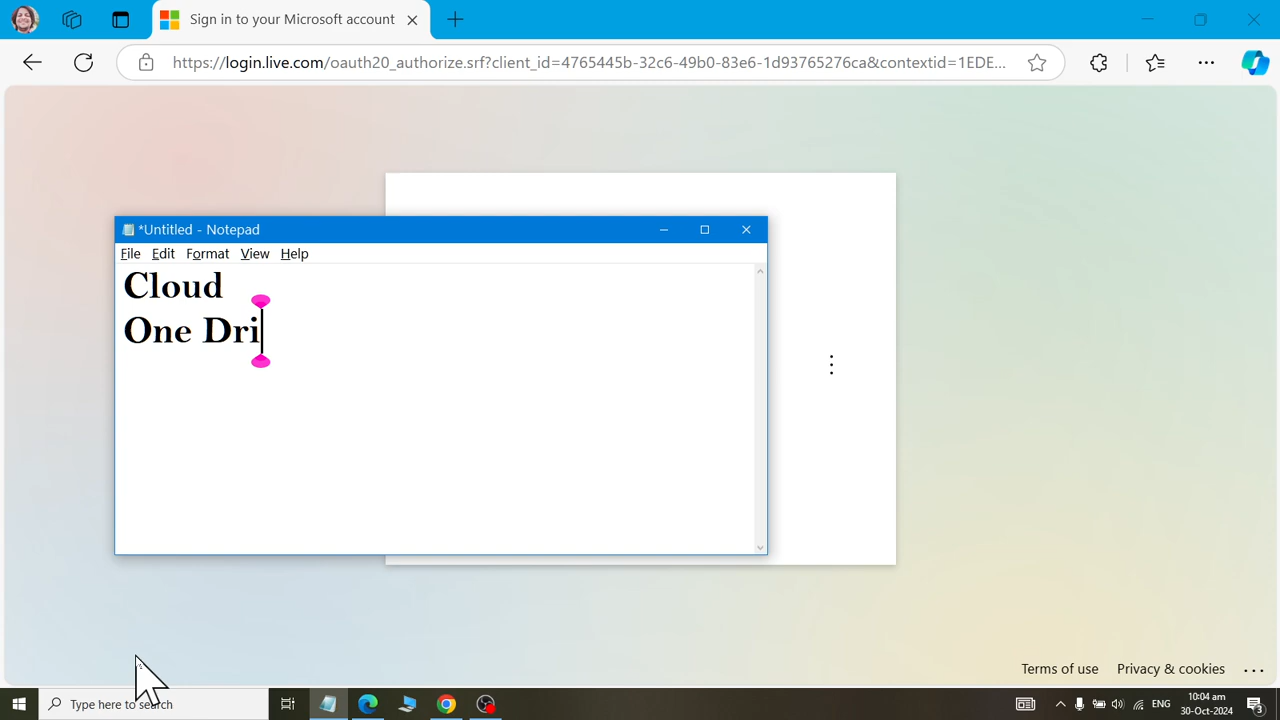 Sign in to your Microsoft account
https://login.live.com/oauth20_authorize.srf?client_id=4765445b-32c6-49b0-83e6-1d93765276ca&contextid=1EDE...
*Untitled - Notepad
File Edit Format View Help
Cloud
One Dri
Terms of use Privacy & cookies ...
Type here to search
ENG
10:04 am
30-Oct-2024
3